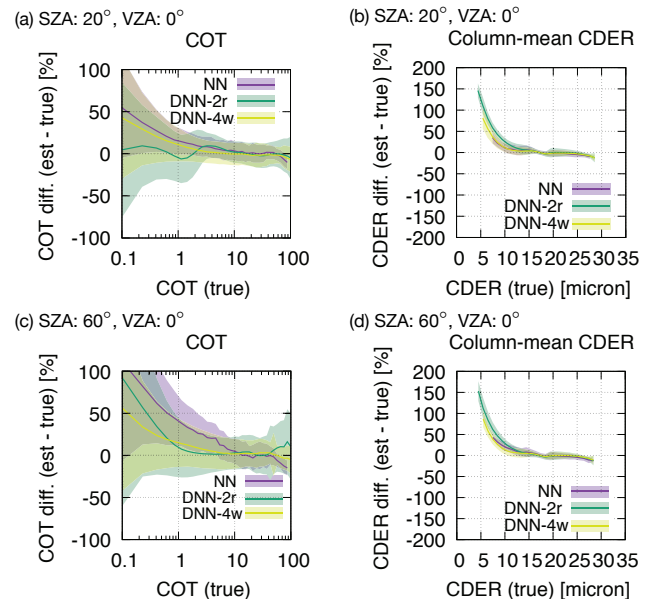 (a) SZA: 20°, VZA: 0°
COT
COT diff. (est - true) [%]
100
50
0
-50
-100
NN
DNN-2r
DNN-4w
0.1
1
10
100
COT (true)
(b) SZA: 20°, VZA: 0°
Column-mean CDER
CDER diff. (est - true) [%]
200
150
100
50
0
-50
-100
-150
-200
NN
DNN-2r
DNN-4w
0
5
10
15
20
25
30
35
CDER (true) [micron]
(c) SZA: 60°, VZA: 0°
COT
COT diff. (est - true) [%]
100
50
0
-50
-100
NN
DNN-2r
DNN-4w
0.1
1
10
100
COT (true)
(d) SZA: 60°, VZA: 0°
Column-mean CDER
CDER diff. (est - true) [%]
200
150
100
50
0
-50
-100
-150
-200
NN
DNN-2r
DNN-4w
0
5
10
15
20
25
30
35
CDER (true) [micron]